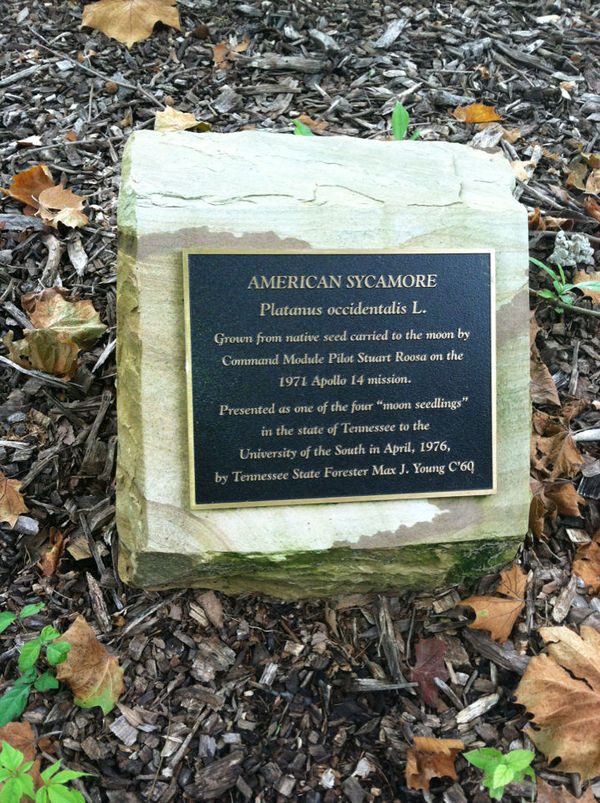 AMERICAN SYCAMORE
Platanus occidentalis L.
Grown from native seed carried to the moon by
Command Module Pilot Stuart Roosa on the
1971 Apollo 14 mission.
Presented as one of the four “moon seedlings”
in the state of Tennessee to the
University of the South in April, 1976,
by Tennessee State Forester Max J. Young C’60